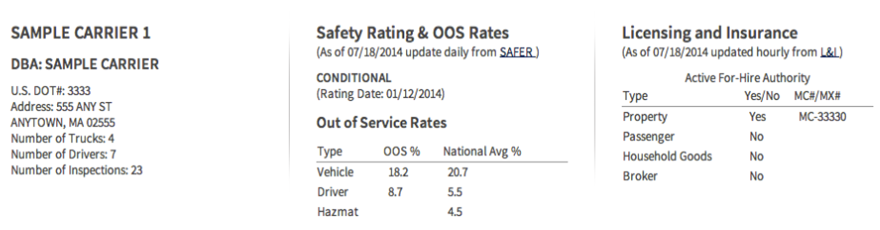 SAMPLE CARRIER 1
DBA: SAMPLE CARRIER
U.S. DOT#: 3333
Address: 555 ANY ST
ANYTOWN, MA 02555
Number of Trucks: 4
Number of Drivers: 7
Number of Inspections: 23
Safety Rating & OOS Rates
(As of 07/18/2014 update daily from SAFER )
CONDITIONAL
(Rating Date: 01/12/2014)
Out of Service Rates
Type OOS % National Avg %
Vehicle 18.2 20.7
Driver 8.7 5.5
Hazmat 4.5
Licensing and Insurance
(As of 07/18/2014 updated hourly from L&I )
Active For-Hire Authority
Type Yes/No MC#/MX#
Property Yes MC-33330
Passenger No
Household Goods No
Broker No